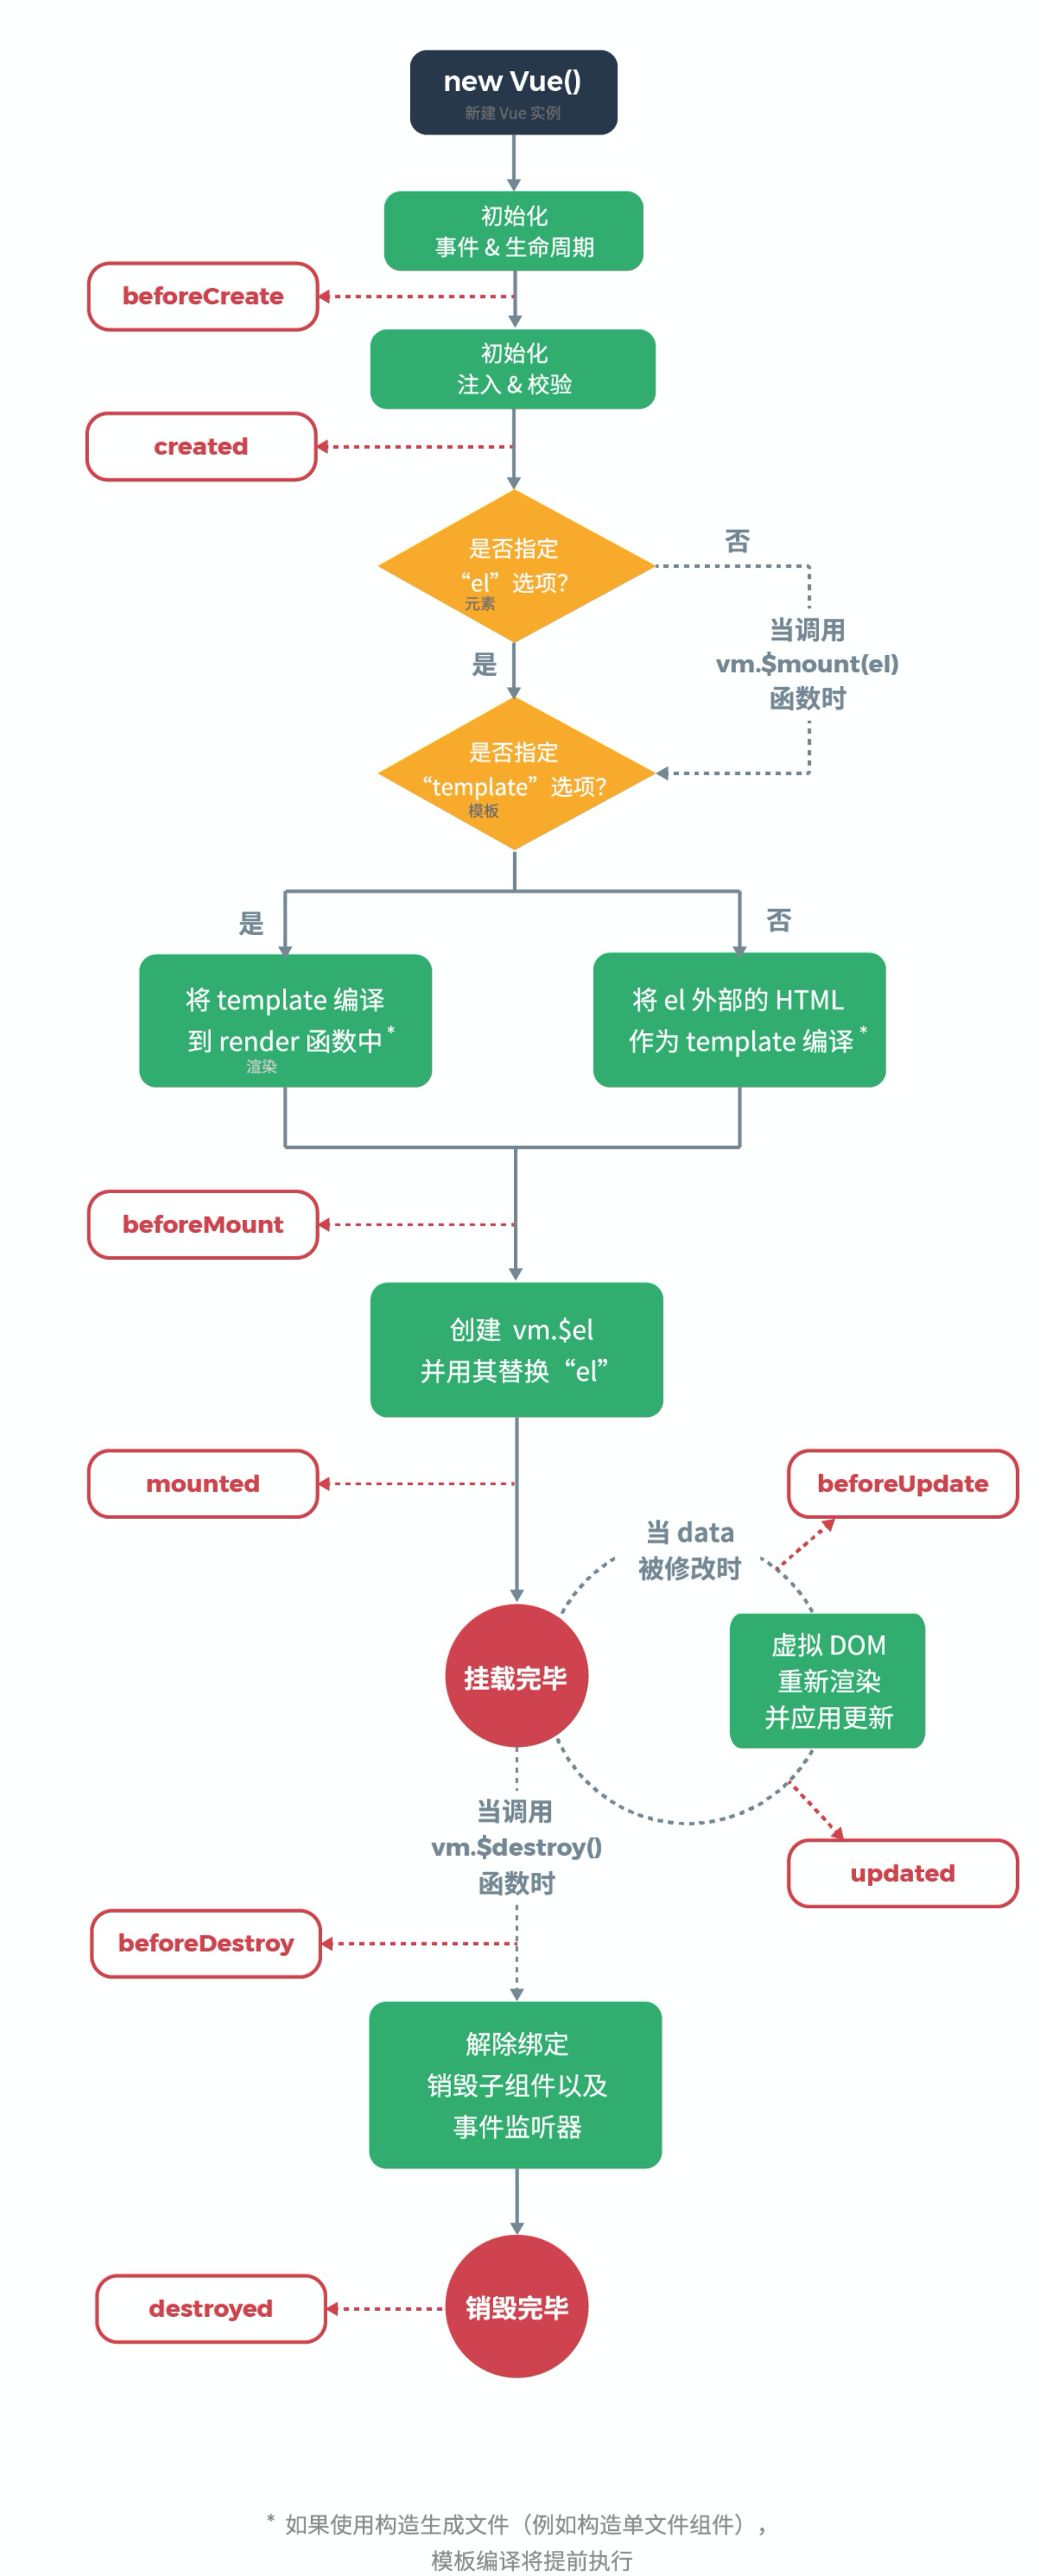 new Vue()
新建 Vue 实例
初始化
事件 & 生命周期
beforeCreate
初始化
注入 & 校验
created
是否指定
“el”选项？
元素
否
当调用
vm.$mount(el)
函数时
是
是否指定
“template”选项？
模板
是
否
将 template 编译
到 render 函数中 *
渲染
将 el 外部的 HTML
作为 template 编译 *
beforeMount
创建 vm.$el
并用其替换“el”
mounted
beforeUpdate
当 data
被修改时
挂载完毕
虚拟 DOM
重新渲染
并应用更新
当调用
vm.$destroy()
函数时
updated
beforeDestroy
解除绑定
销毁子组件以及
事件监听器
销毁完毕
destroyed
* 如果使用构造生成文件（例如构造单文件组件），
模板编译将提前执行